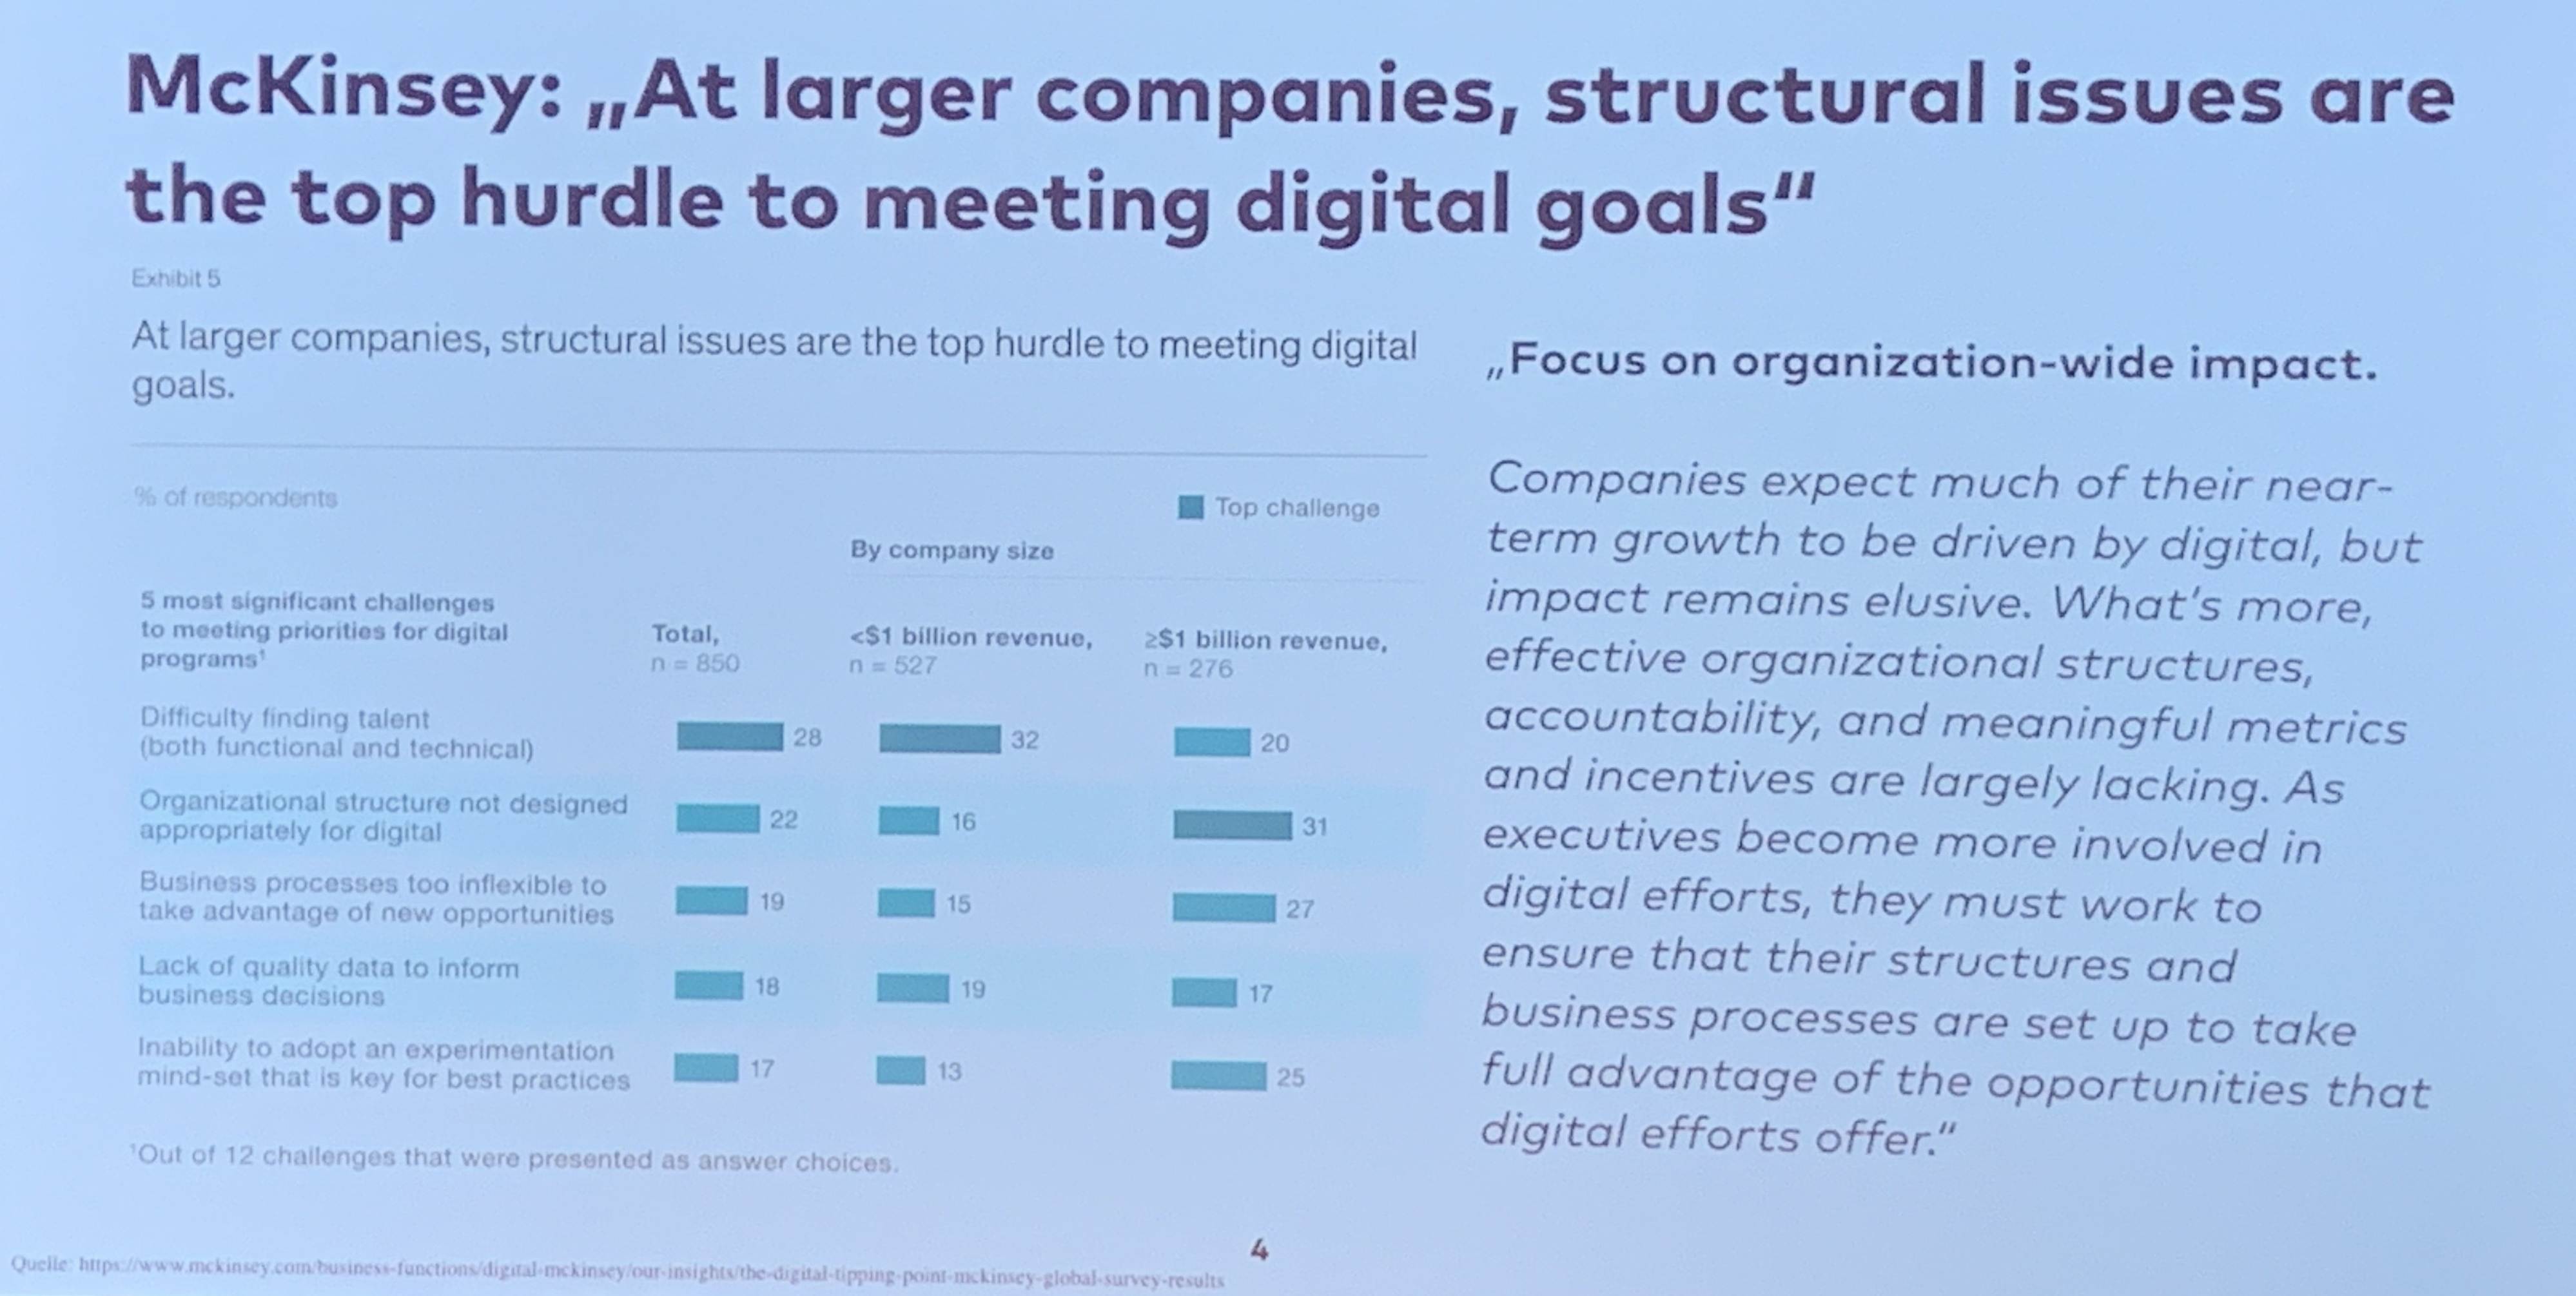 McKinsey: „At larger companies, structural issues are
the top hurdle to meeting digital goals“
Exhibit 5
At larger companies, structural issues are the top hurdle to meeting digital
goals.
% of respondents
Top challenge
By company size
5 most significant challenges
to meeting priorities for digital
programs¹
Total,
n = 850
<$1 billion revenue,
n = 527
≥$1 billion revenue,
n = 276
Difficulty finding talent
(both functional and technical)
28
32
20
Organizational structure not designed
appropriately for digital
22
16
31
Business processes too inflexible to
take advantage of new opportunities
19
15
27
Lack of quality data to inform
business decisions
18
19
17
Inability to adopt an experimentation
mind-set that is key for best practices
17
13
25
¹Out of 12 challenges that were presented as answer choices.
„Focus on organization-wide impact.
Companies expect much of their near-
term growth to be driven by digital, but
impact remains elusive. What's more,
effective organizational structures,
accountability, and meaningful metrics
and incentives are largely lacking. As
executives become more involved in
digital efforts, they must work to
ensure that their structures and
business processes are set up to take
full advantage of the opportunities that
digital efforts offer.“
4
Quelle: https://www.mckinsey.com/business-functions/digital-mckinsey/our-insights/the-digital-tipping-point-mckinsey-global-survey-results